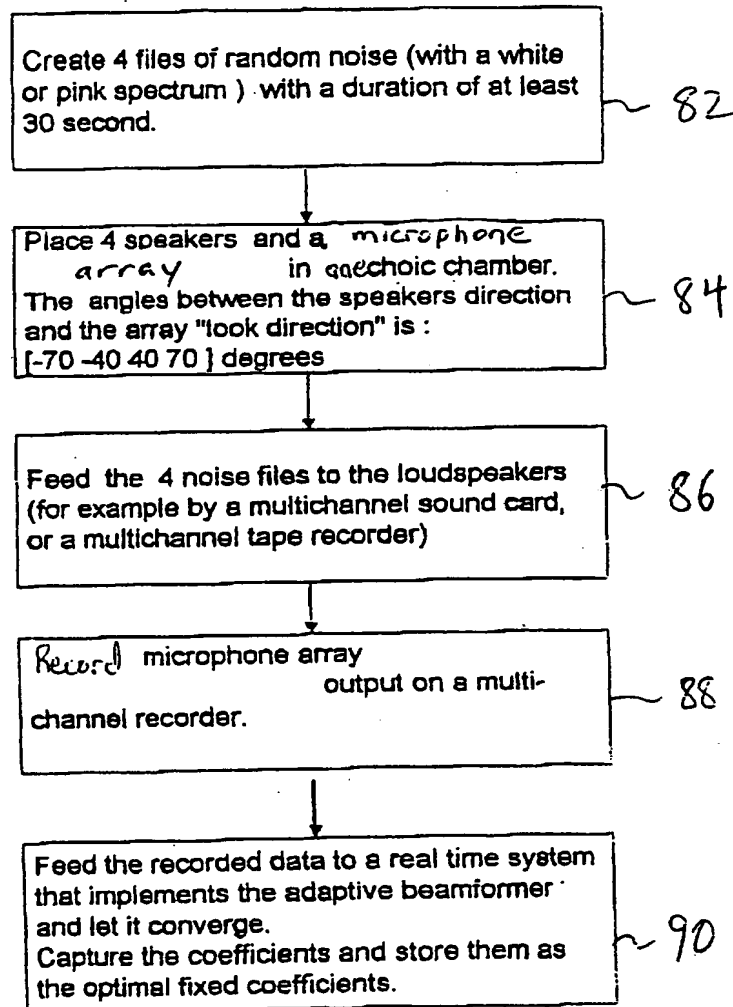 Create 4 files of random noise (with a white
or pink spectrum ) with a duration of at least
30 second.
82
Place 4 speakers and a microphone
array in anechoic chamber.
The angles between the speakers direction
and the array "look direction" is :
[-70 -40 40 70 ] degrees
84
Feed the 4 noise files to the loudspeakers
(for example by a multichannel sound card,
or a multichannel tape recorder)
86
Record microphone array
output on a multi-
channel recorder.
88
Feed the recorded data to a real time system
that implements the adaptive beamformer
and let it converge.
Capture the coefficients and store them as
the optimal fixed coefficients.
90